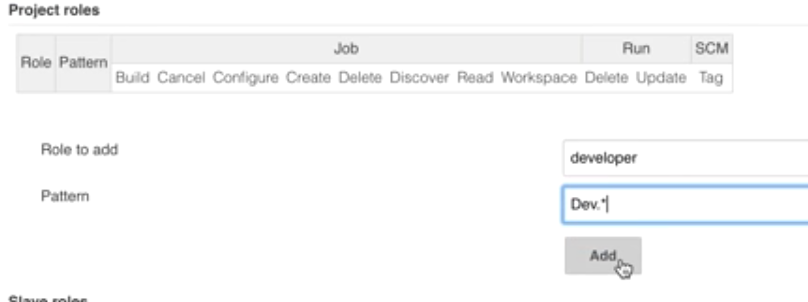 Project roles
Role Pattern Job Run SCM
Build Cancel Configure Create Delete Discover Read Workspace Delete Update Tag
Role to add developer
Pattern Dev.*
Add
Slave roles